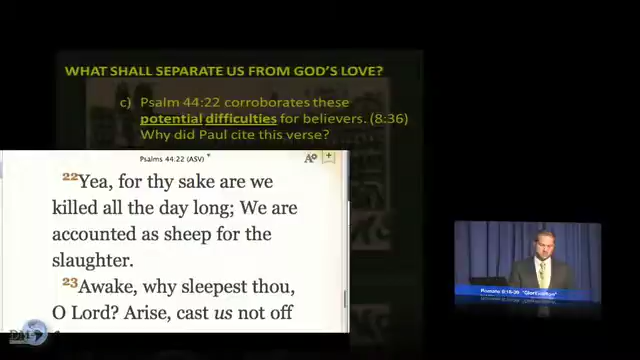 WHAT SHALL SEPARATE US FROM GOD'S LOVE?
c) Psalm 44:22 corroborates these
potential difficulties for believers. (8:36)
Why did Paul cite this verse?
Psalms 44:22 (ASV)
22Yea, for thy sake are we
killed all the day long; We are
accounted as sheep for the
slaughter.
23Awake, why sleepest thou,
O Lord? Arise, cast us not off
DM